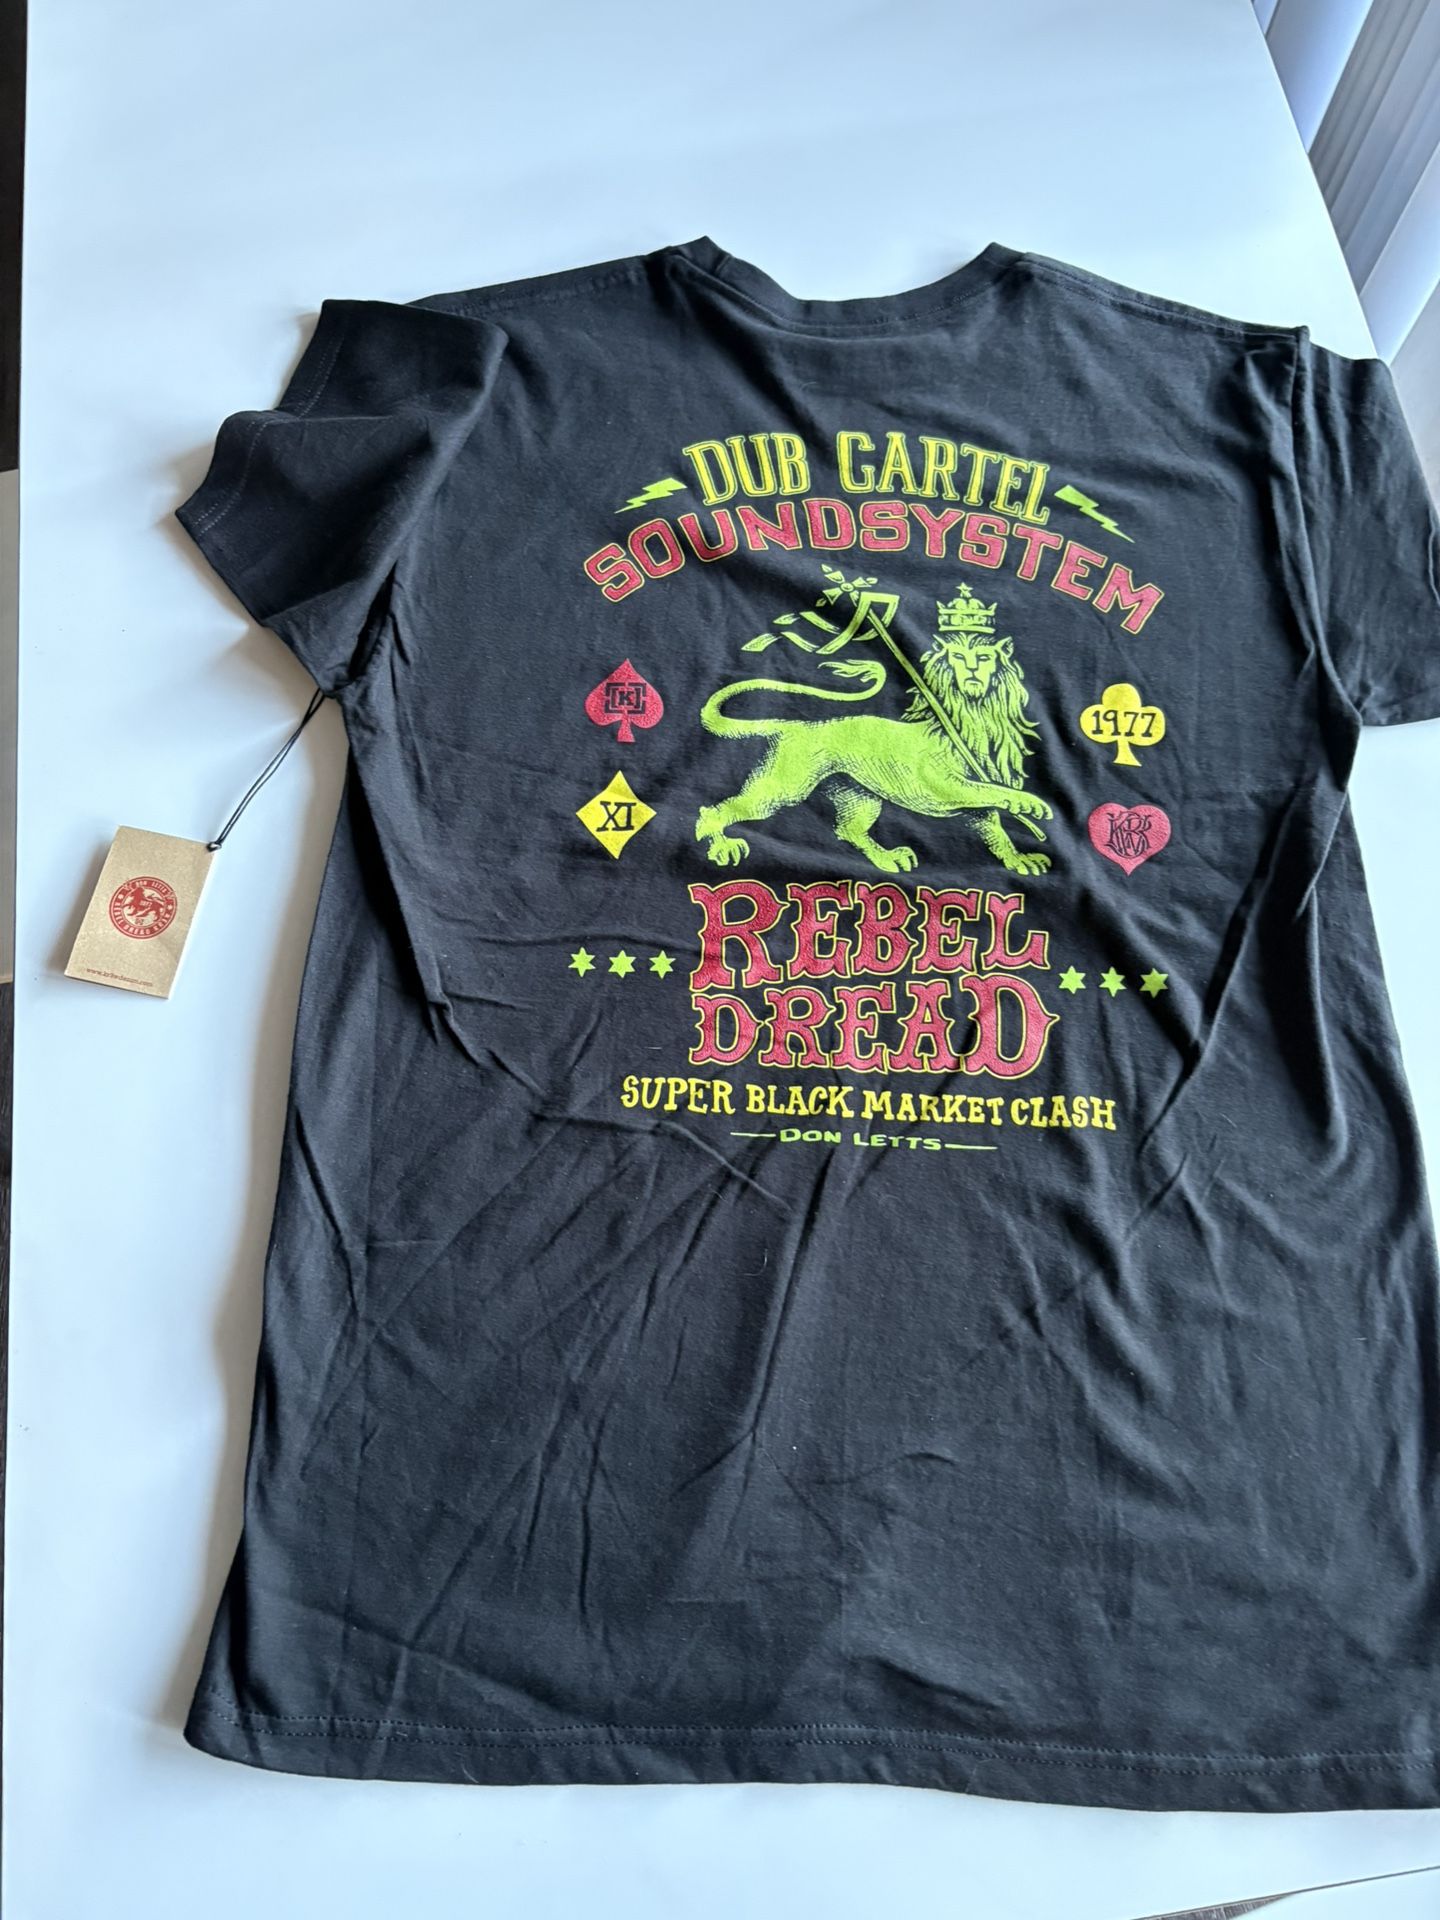 DUB CARTEL
SOUNDSYSTEM
[K]
1977
XI
REBEL
DREAD
SUPER BLACK MARKET CLASH
DON LETTS